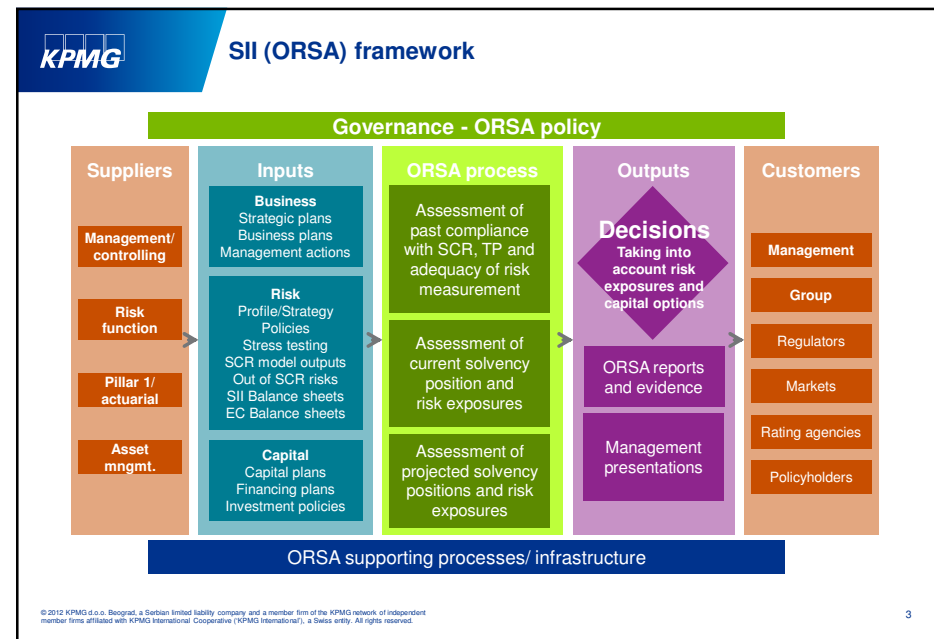 KPMG
SII (ORSA) framework
Governance - ORSA policy
Suppliers
Management/
controlling
Risk
function
Pillar 1/
actuarial
Asset
mngmt.
Inputs
Business
Strategic plans
Business plans
Management actions
Risk
Profile/Strategy
Policies
Stress testing
SCR model outputs
Out of SCR risks
SII Balance sheets
EC Balance sheets
Capital
Capital plans
Financing plans
Investment policies
ORSA process
Assessment of
past compliance
with SCR, TP and
adequacy of risk
measurement
Assessment of
current solvency
position and
risk exposures
Assessment of
projected solvency
positions and risk
exposures
Outputs
Decisions
Taking into
account risk
exposures and
capital options
ORSA reports
and evidence
Management
presentations
Customers
Management
Group
Regulators
Markets
Rating agencies
Policyholders
ORSA supporting processes/ infrastructure
© 2012 KPMG d.o.o. Beograd, a Serbian limited liability company and a member firm of the KPMG network of independent
member firms affiliated with KPMG International Cooperative ('KPMG International'), a Swiss entity. All rights reserved.
3